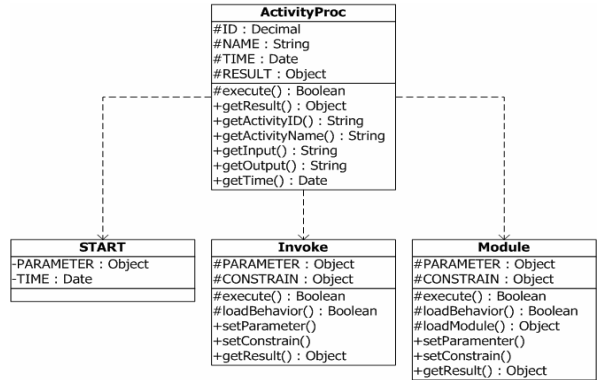 ActivityProc
#ID : Decimal
#NAME : String
#TIME : Date
#RESULT : Object
#execute() : Boolean
+getResult() : Object
+getActivityID() : String
+getActivityName() : String
+getInput() : String
+getOutput() : String
+getTime() : Date
START
-PARAMETER : Object
-TIME : Date
Invoke
#PARAMETER : Object
#CONSTRAIN : Object
#execute() : Boolean
#loadBehavior() : Boolean
+setParameter()
+setConstrain()
+getResult() : Object
Module
#PARAMETER : Object
#CONSTRAIN : Object
#execute() : Boolean
#loadBehavior() : Boolean
#loadModule() : Object
+setParamenter()
+setConstrain()
+getResult() : Object